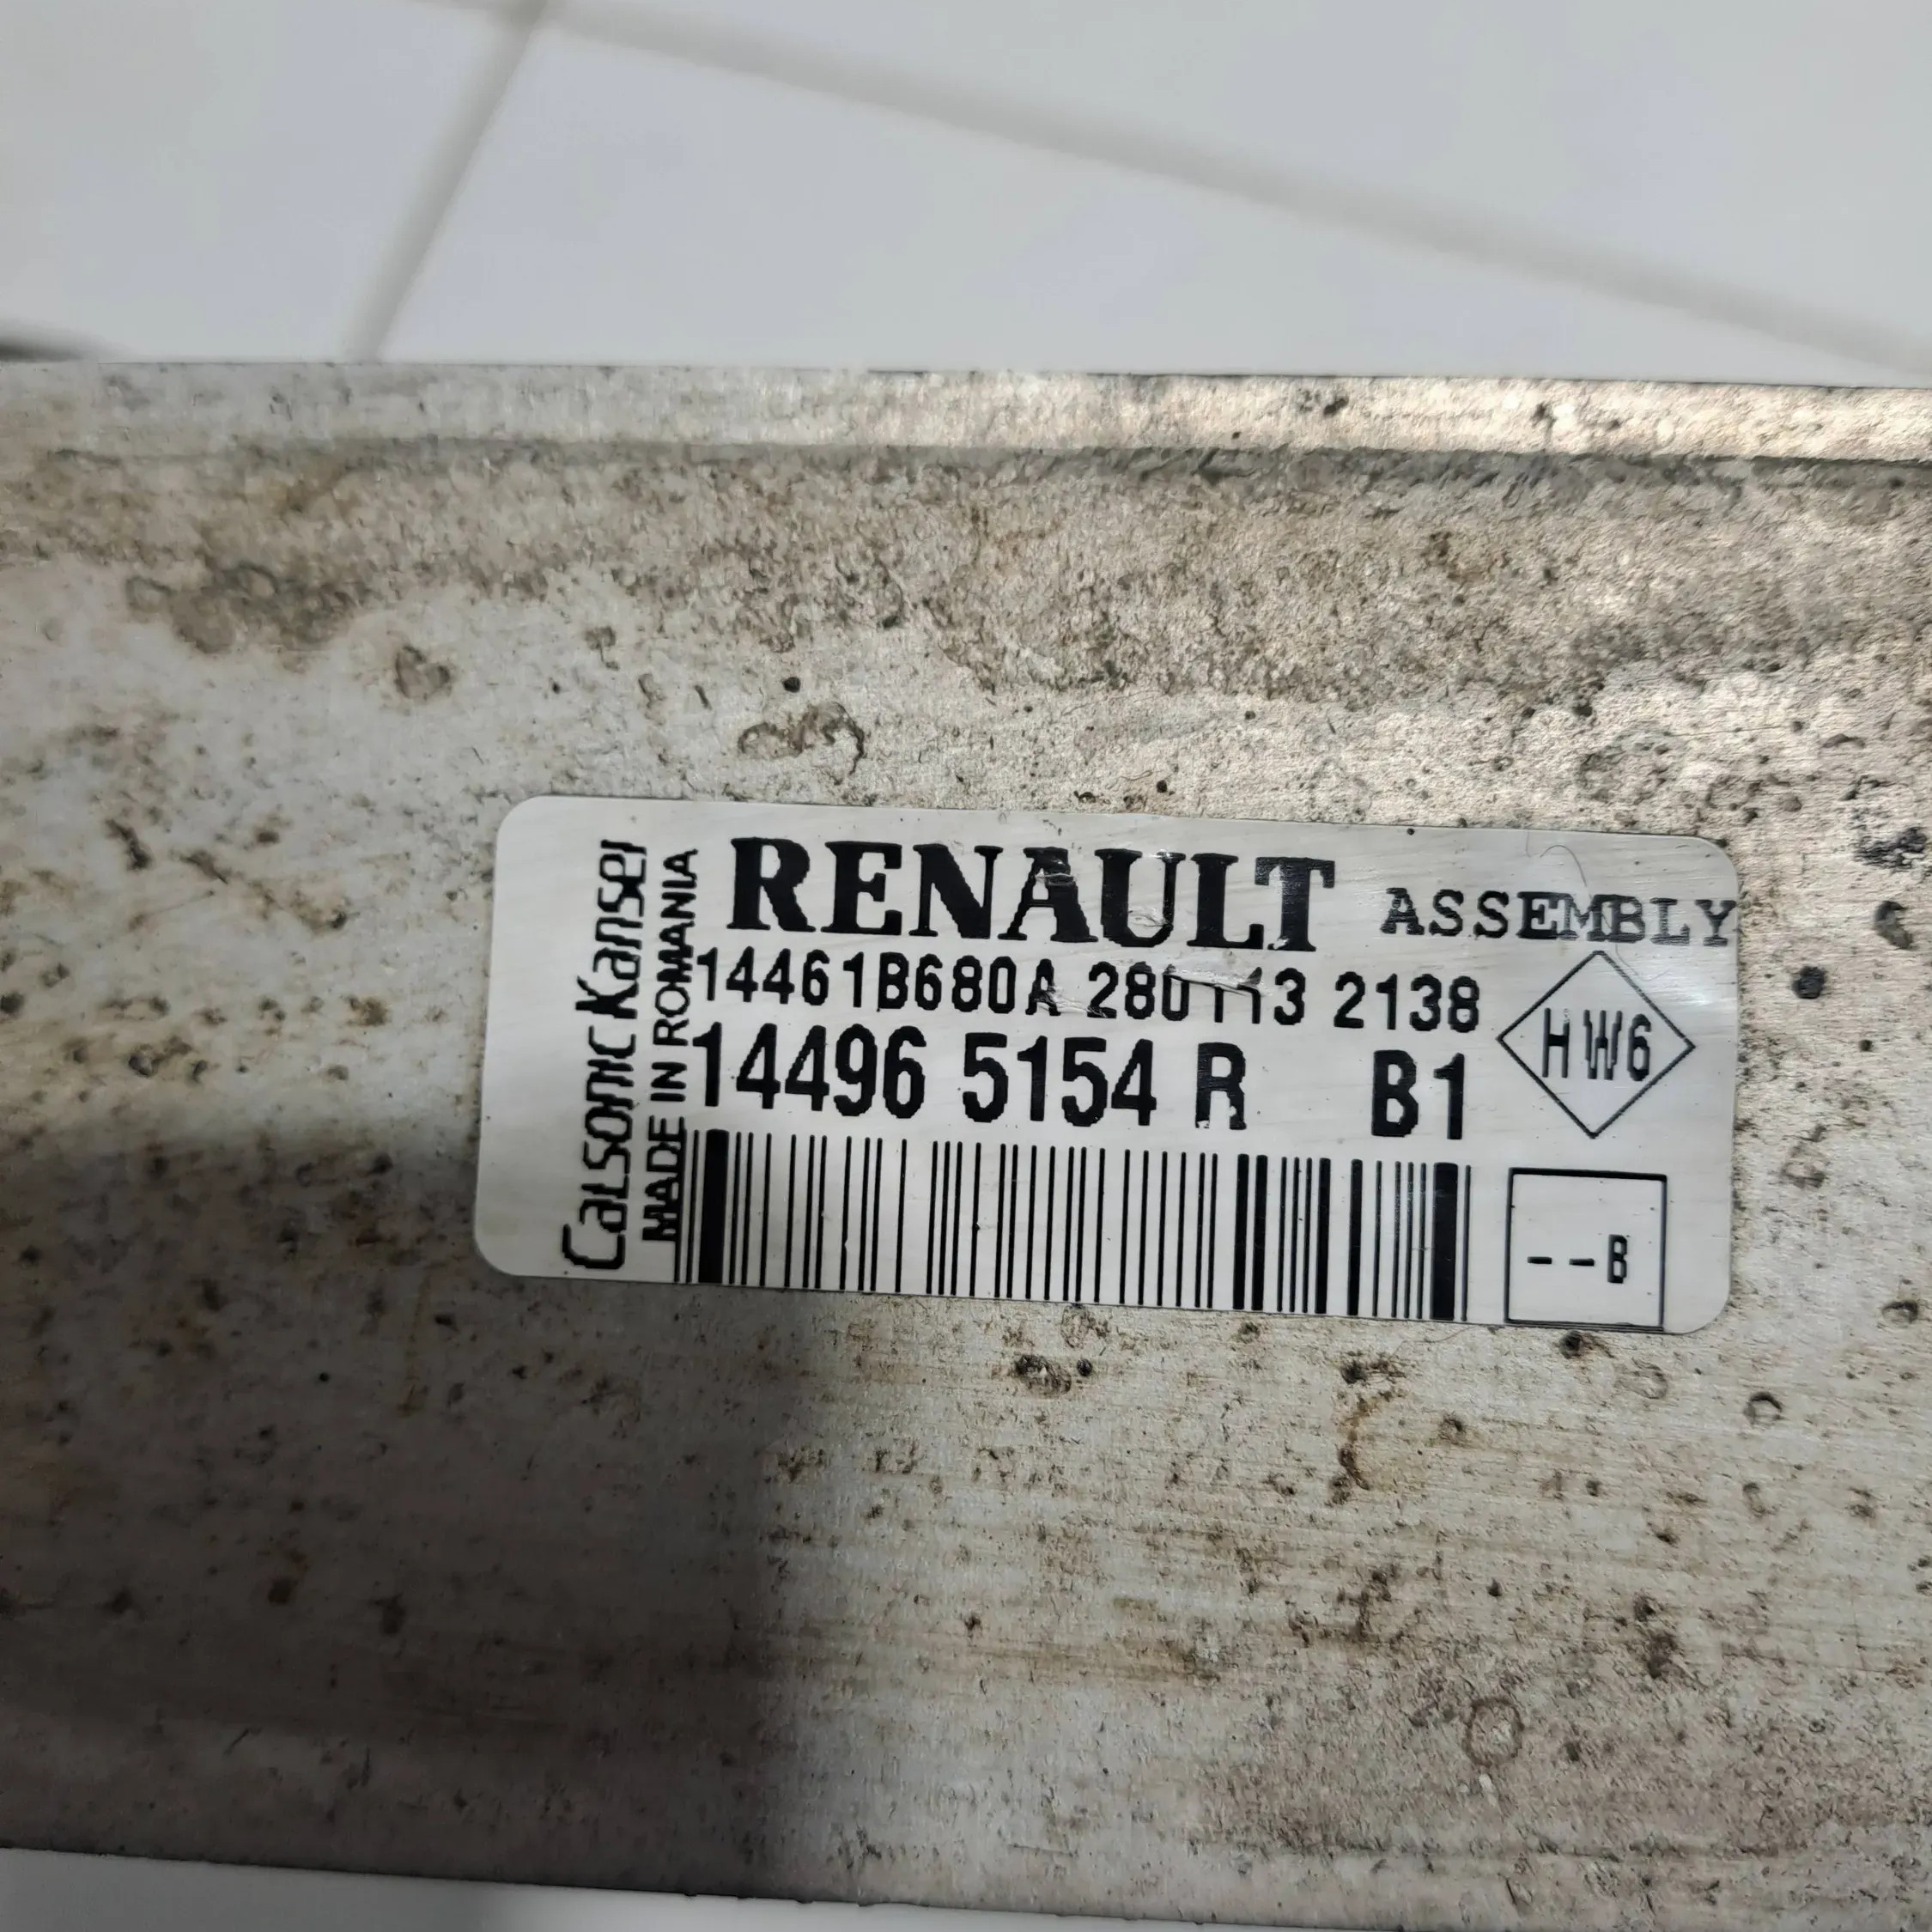 Calsonic Kansei
MADE IN ROMANIA
RENAULT ASSEMBLY
14461B680A 280113 2138
14496 5154 R B1
HW6
--B